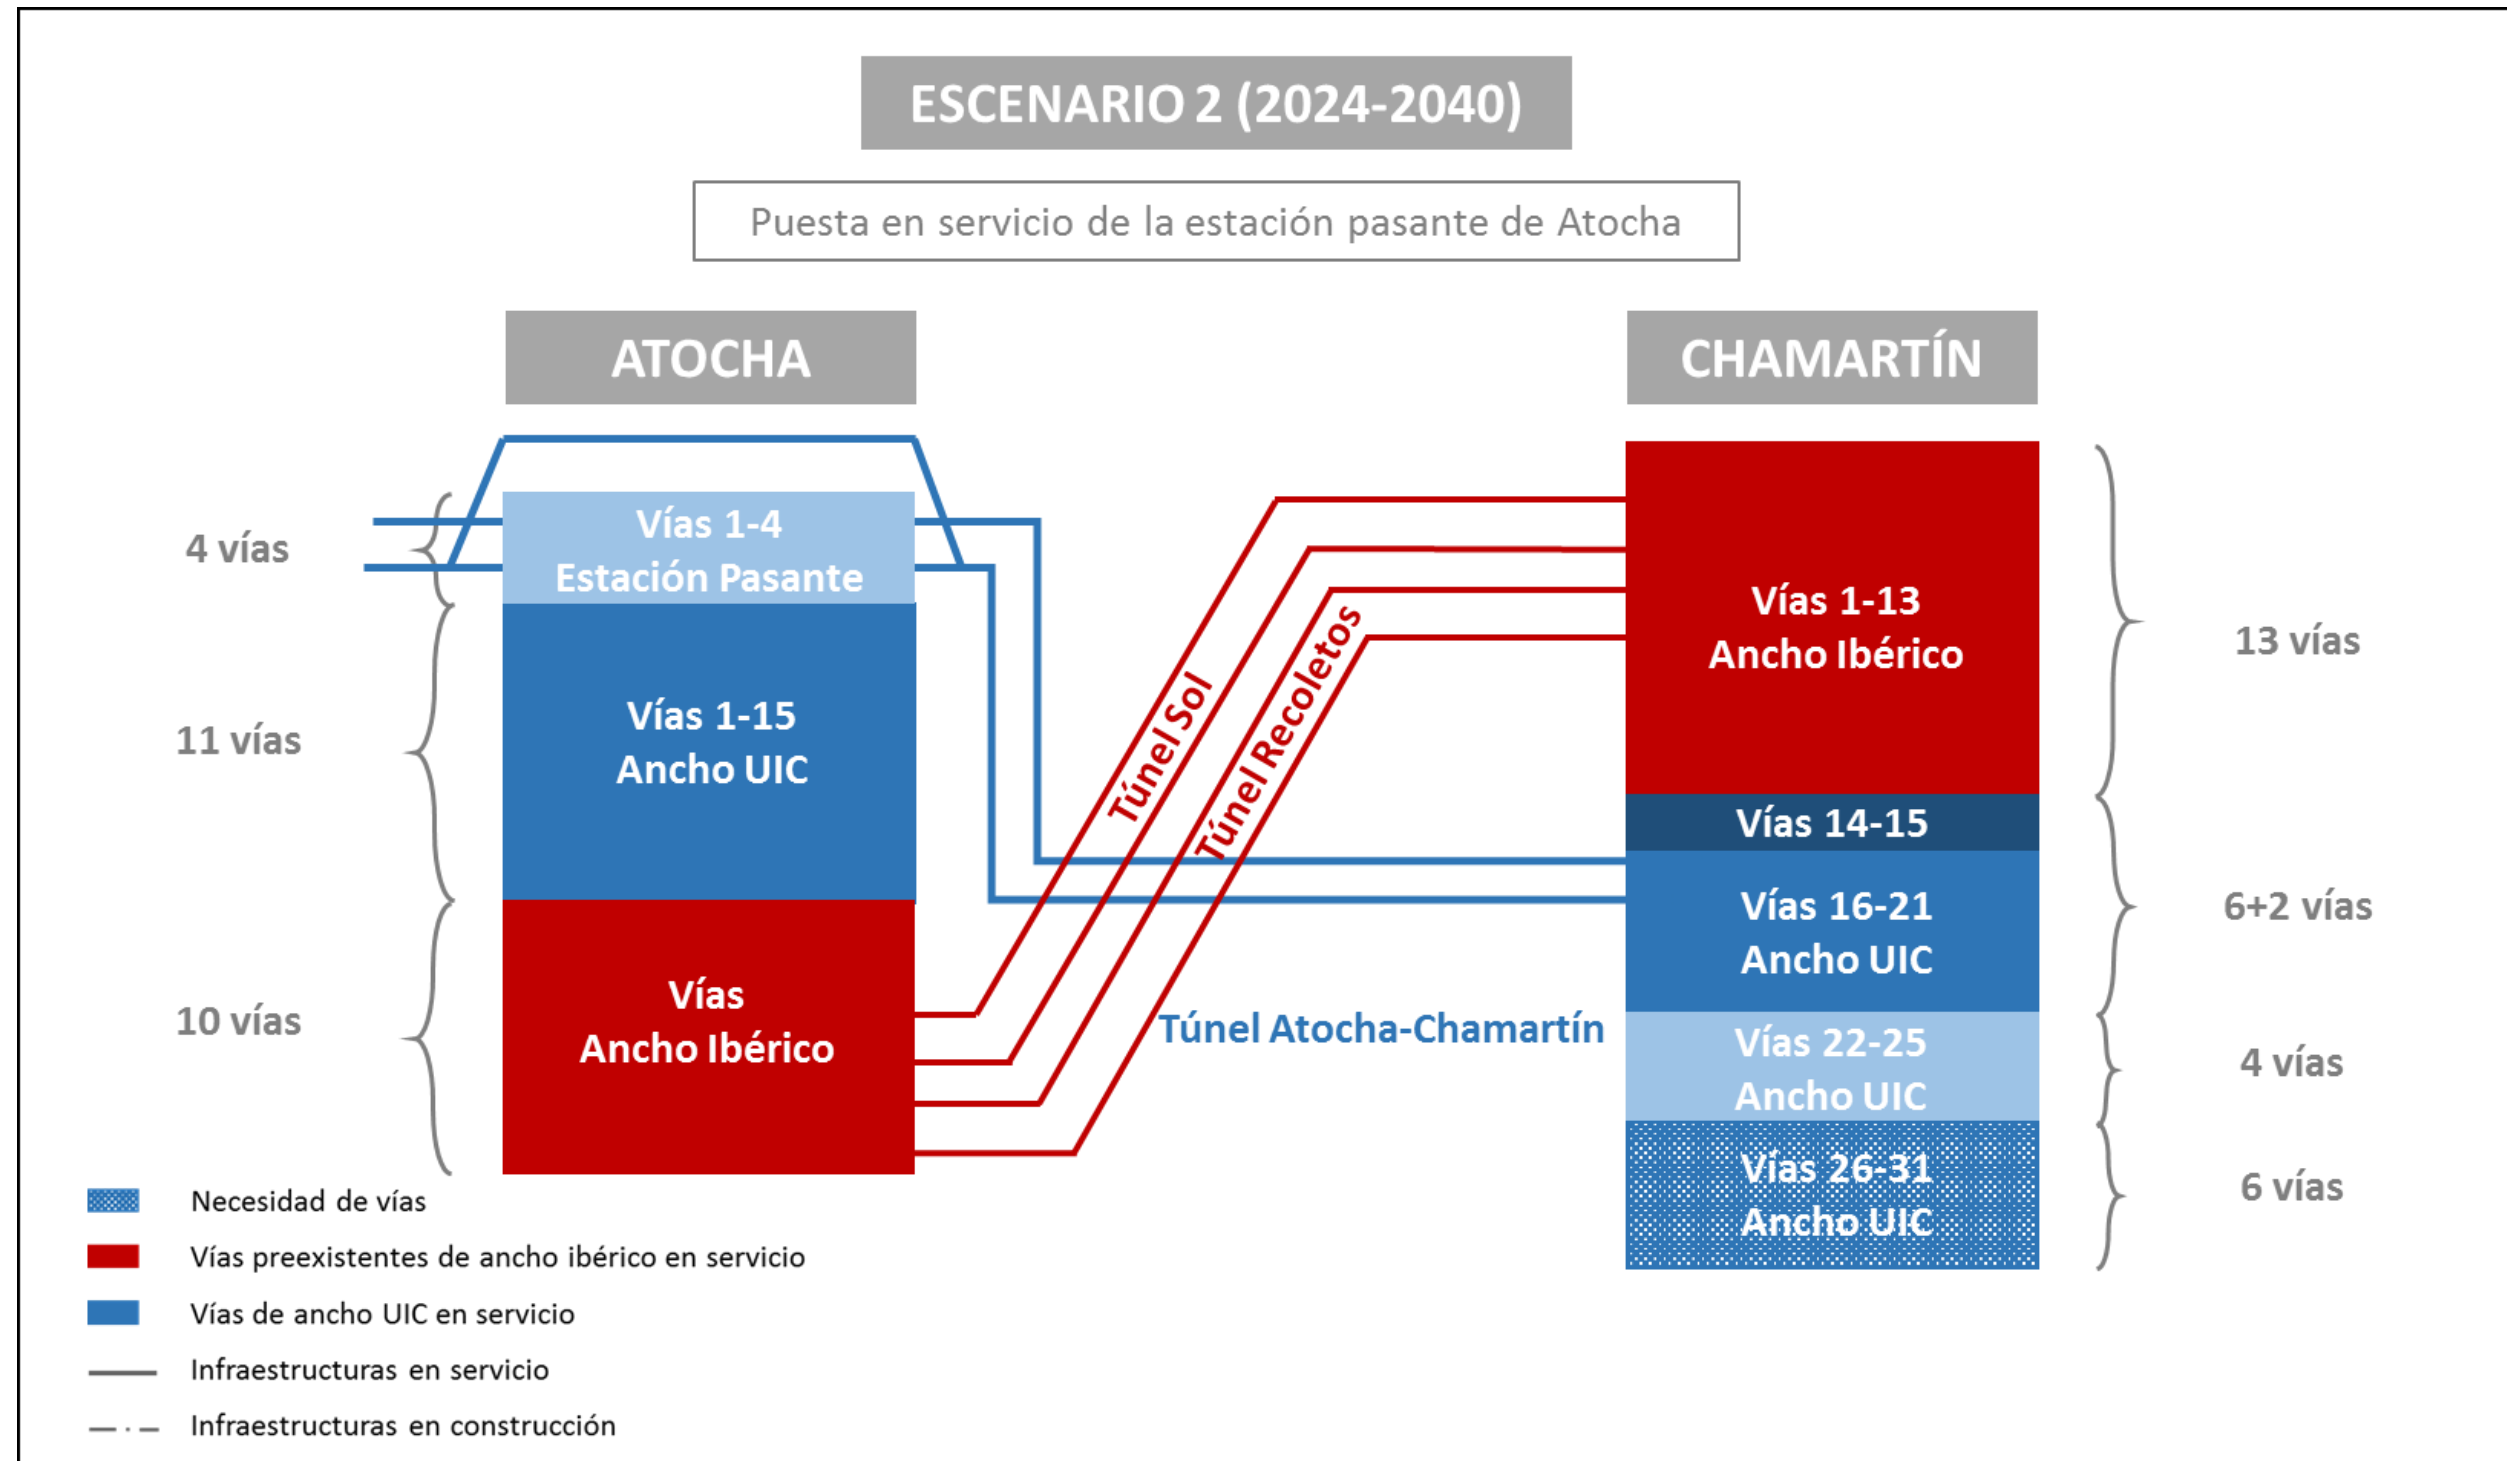 ESCENARIO 2 (2024-2040)
Puesta en servicio de la estación pasante de Atocha
ATOCHA
CHAMARTÍN
4 vías
11 vías
10 vías
Vías 1-4
Estación Pasante
Vías 1-15
Ancho UIC
Vías
Ancho Ibérico
Túnel Sol
Túnel Recoletos
Túnel Atocha-Chamartín
Vías 1-13
Ancho Ibérico
Vías 14-15
Vías 16-21
Ancho UIC
Vías 22-25
Ancho UIC
Vías 26-31
Ancho UIC
13 vías
6+2 vías
4 vías
6 vías
Necesidad de vías
Vías preexistentes de ancho ibérico en servicio
Vías de ancho UIC en servicio
Infraestructuras en servicio
Infraestructuras en construcción